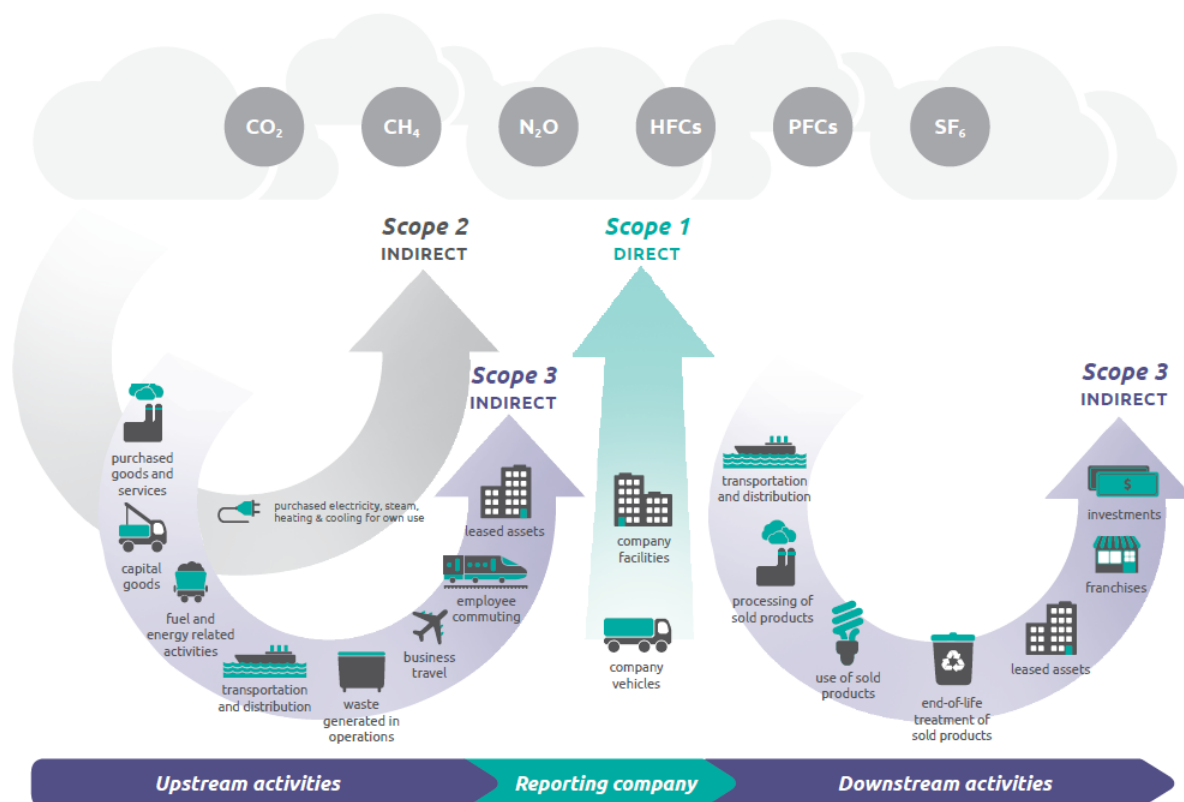 CO₂
CH₄
N₂O
HFCs
PFCs
SF₆
Scope 2
INDIRECT
Scope 1
DIRECT
Scope 3
INDIRECT
Scope 3
INDIRECT
purchased
goods and
services
capital
goods
fuel and
energy related
activities
transportation
and distribution
waste
generated in
operations
business
travel
employee
commuting
leased assets
purchased electricity, steam,
heating & cooling for own use
company
facilities
company
vehicles
transportation
and distribution
processing of
sold products
use of sold
products
end-of-life
treatment of
sold products
leased assets
franchises
$
investments
Upstream activities
Reporting company
Downstream activities